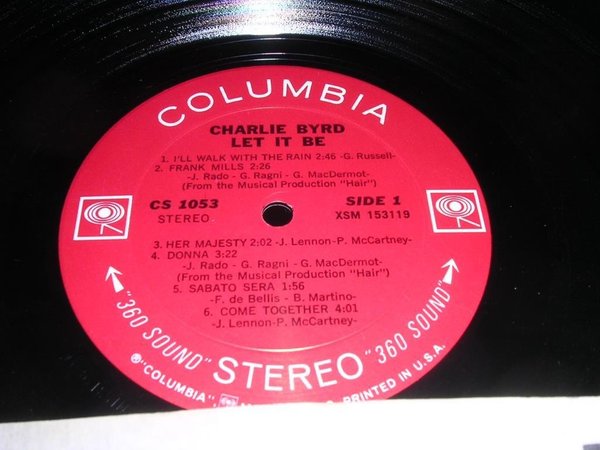 COLUMBIA
CHARLIE BYRD
LET IT BE
1. I'LL WALK WITH THE RAIN 2:46 -G. Russell-
2. FRANK MILLS 2:26
-J. Rado - G. Ragni - G. MacDermot-
(From the Musical Production "Hair")
CS 1053
STEREO
SIDE 1
XSM 153119
3. HER MAJESTY 2:02 -J. Lennon-P. McCartney-
4. DONNA 3:22
-J. Rado - G. Ragni - G. MacDermot-
(From the Musical Production "Hair")
5. SABATO SERA 1:56
-F. de Bellis - B. Martino-
6. COME TOGETHER 4:01
-J. Lennon-P. McCartney-
"360 SOUND" STEREO "360 SOUND"
℗"COLUMBIA", PRINTED IN U.S.A.